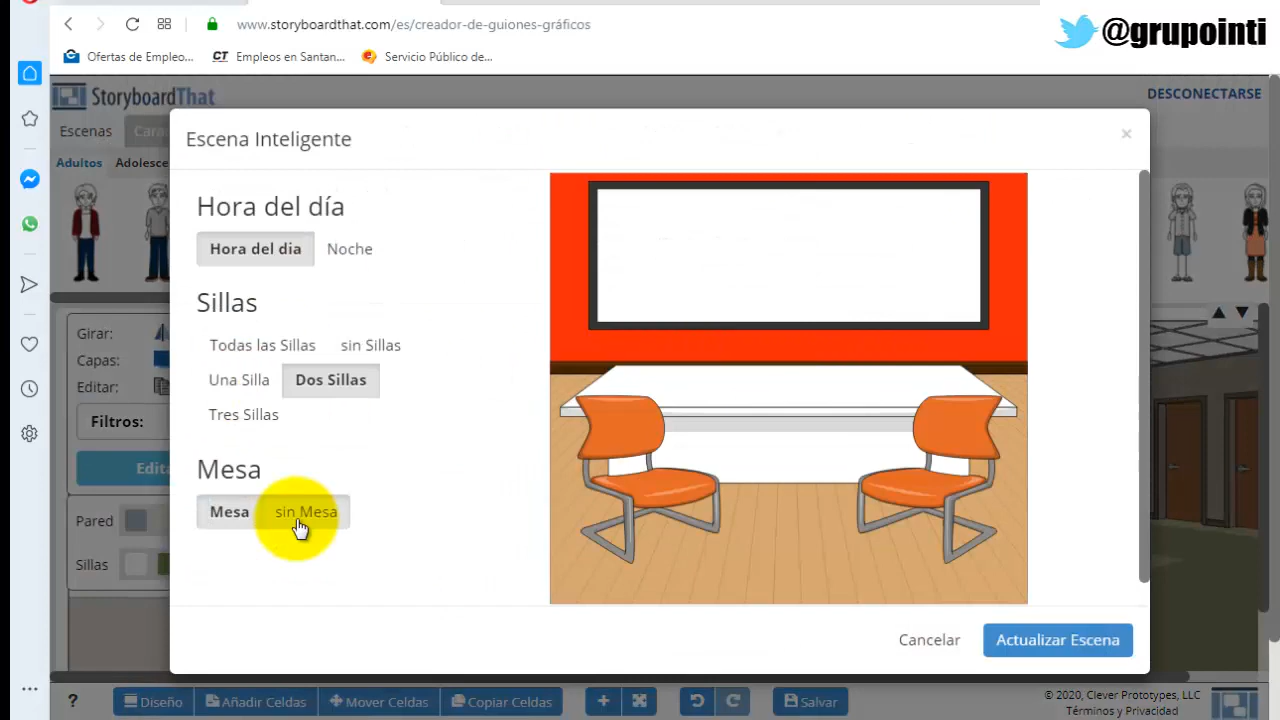 www.storyboardthat.com/es/creador-de-guiones-gráficos
@grupointi
Ofertas de Empleo...
CT Empleos en Santan...
Servicio Público de...
StoryboardThat
DESCONECTARSE
Escenas
Adultos Adolesce
Escena Inteligente
×
Hora del día
Hora del dia Noche
Sillas
Todas las Sillas sin Sillas
Una Silla Dos Sillas
Tres Sillas
Mesa
Mesa sin Mesa
Girar:
Capas:
Editar:
Filtros:
Edita
Pared
Sillas
Cancelar Actualizar Escena
? Diseño Añadir Celdas Mover Celdas Copiar Celdas Salvar
© 2020, Clever Prototypes, LLC
Términos y Privacidad